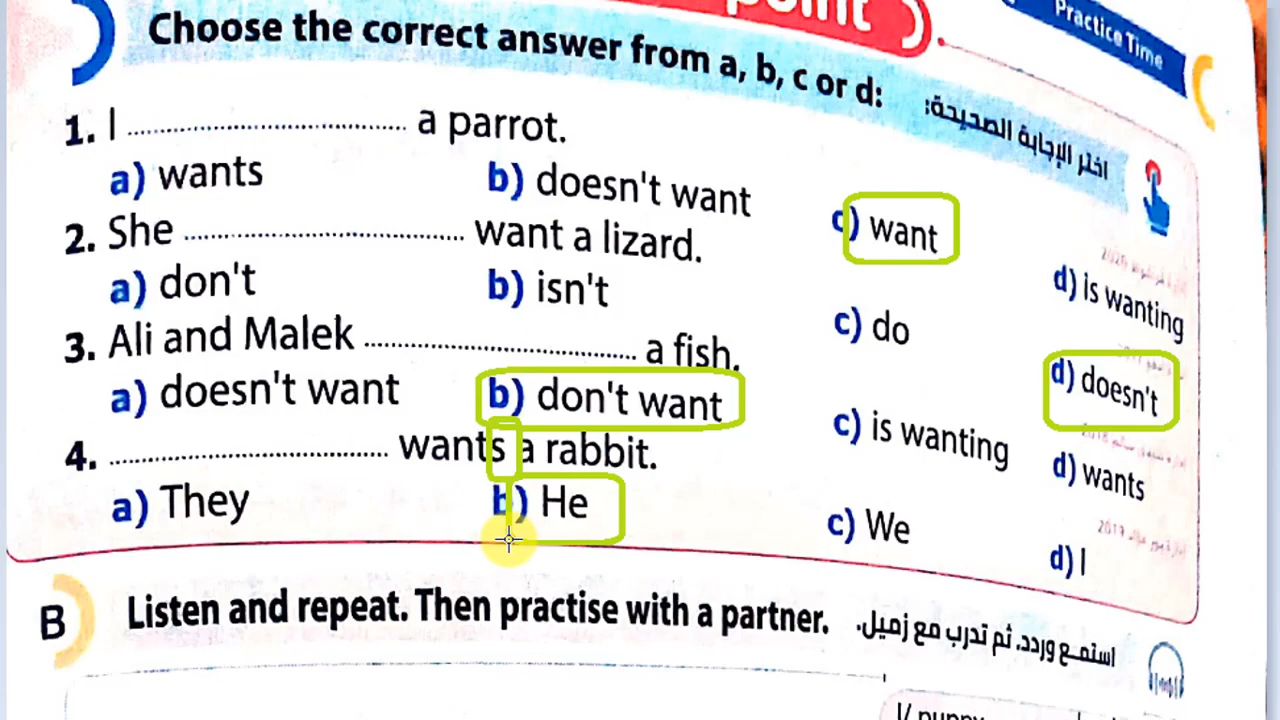 point
Practice Time
Choose the correct answer from a, b, c or d:
اختر الإجابة الصحيحة:
1. I ........................................ a parrot.
a) wants b) doesn't want c) want d) is wanting
2. She ........................................ want a lizard.
a) don't b) isn't c) do d) doesn't
3. Ali and Malek ........................................ a fish.
a) doesn't want b) don't want c) is wanting d) wants
4. ........................................ wants a rabbit.
a) They b) He c) We d) I
B Listen and repeat. Then practise with a partner.
استمـع وردد. ثم تدرب مع زميل.
puppy